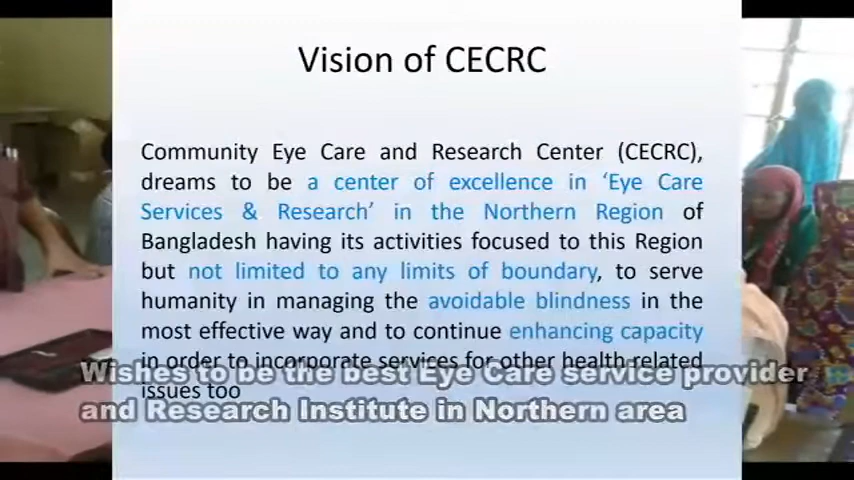 Vision of CECRC
Community Eye Care and Research Center (CECRC),
dreams to be a center of excellence in ‘Eye Care
Services & Research’ in the Northern Region of
Bangladesh having its activities focused to this Region
but not limited to any limits of boundary, to serve
humanity in managing the avoidable blindness in the
most effective way and to continue enhancing capacity
in order to incorporate services for other health related
issues too
Wishes to be the best Eye Care service provider
and Research Institute in Northern area